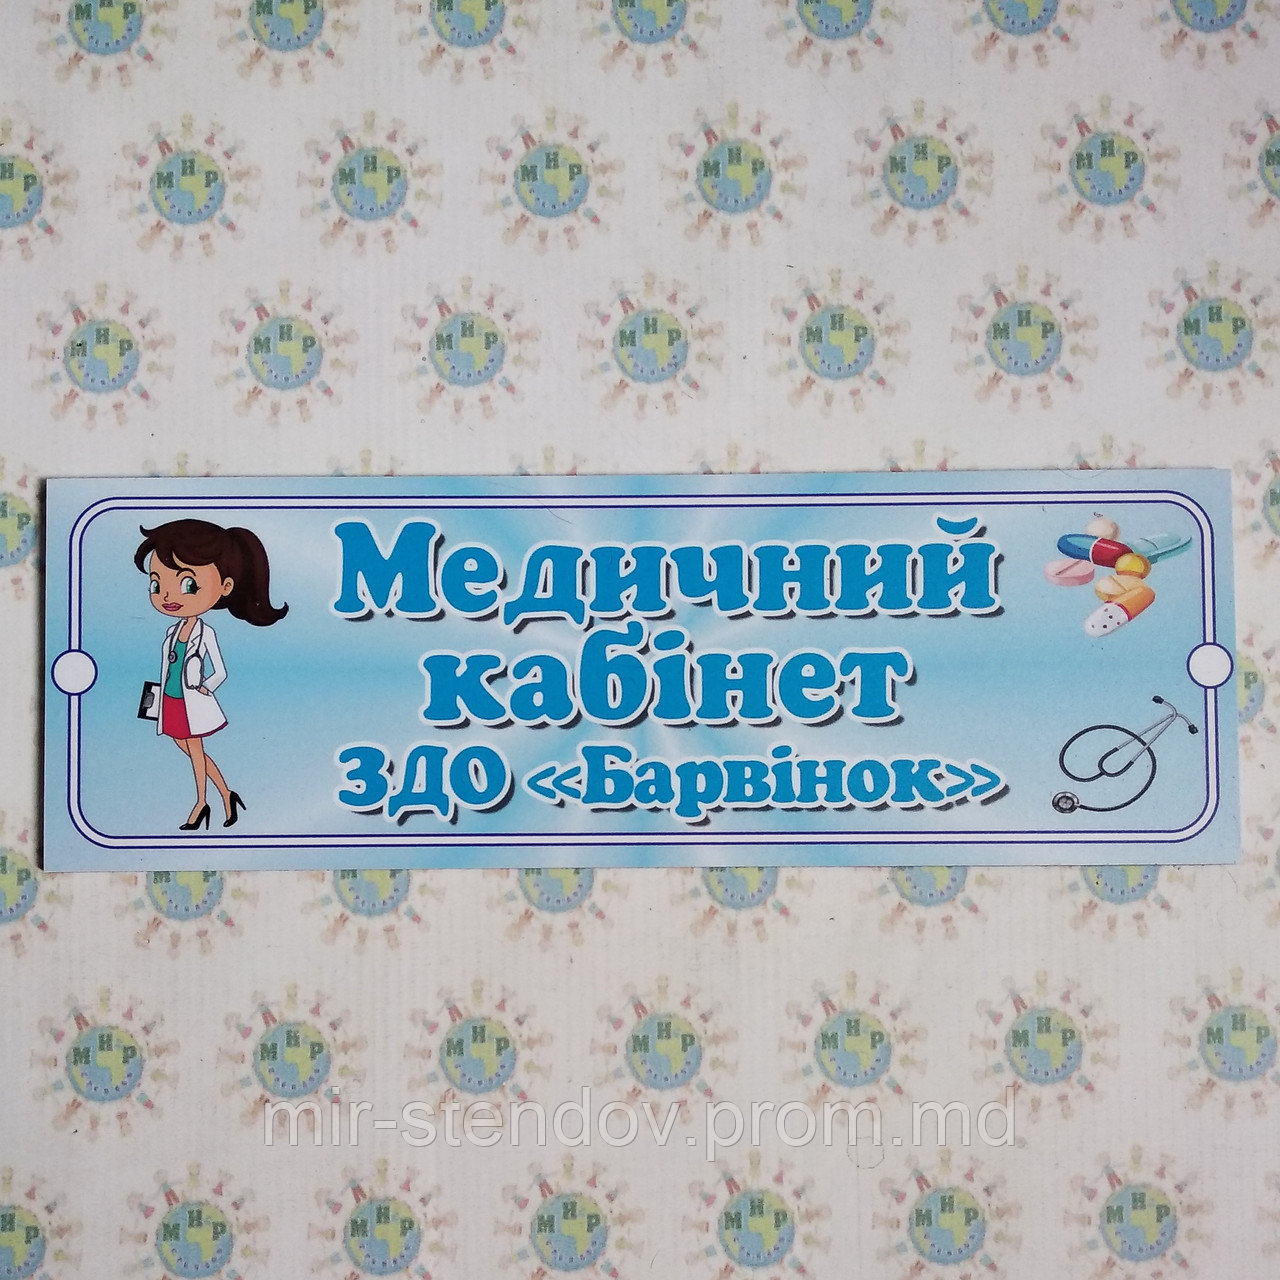 Медичний
кабінет
ЗДО «Барвінок»
mir-stendov.prom.md